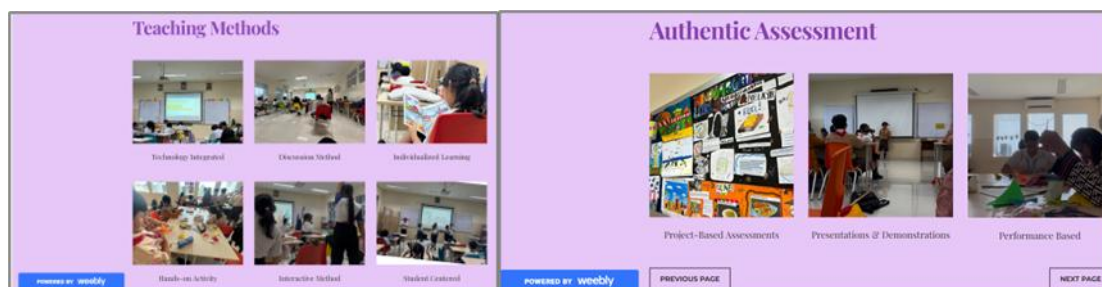 Teaching Methods
Technology Integrated
Discussion Method
Individualized Learning
Hands-on Activity
Interactive Method
Student Centered
POWERED BY weebly
Authentic Assessment
Project-Based Assessments
Presentations & Demonstrations
Performance Based
POWERED BY weebly
PREVIOUS PAGE
NEXT PAGE